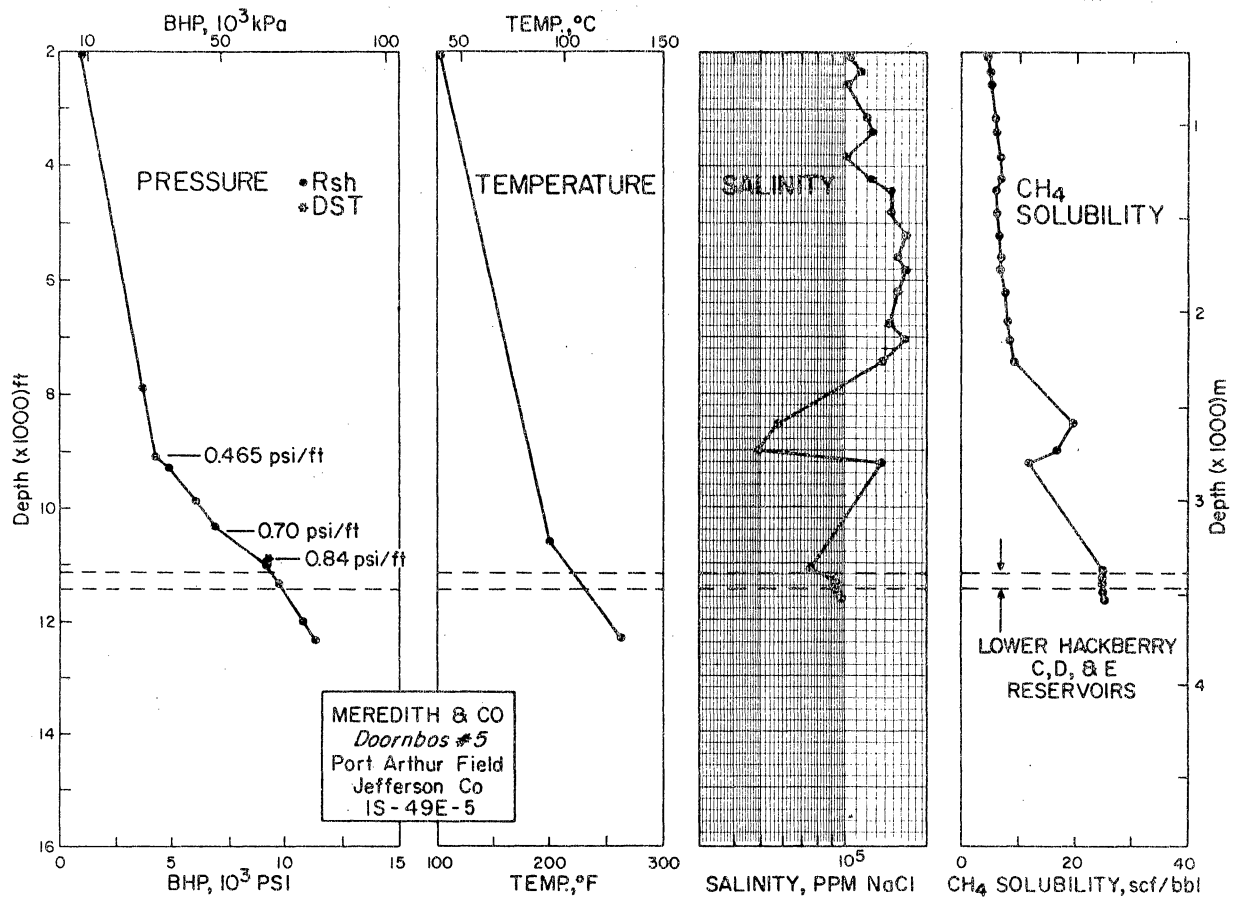 BHP, 10³ kPa
10 50 100
TEMP., °C
50 100 150
2
4
6
8
10
12
14
16
Depth (x 1000) ft
PRESSURE
Rsh
DST
0.465 psi/ft
0.70 psi/ft
0.84 psi/ft
0 5 10 15
BHP, 10³ PSI
TEMPERATURE
100 200 300
TEMP., °F
MEREDITH & CO
Doornbos #5
Port Arthur Field
Jefferson Co
IS-49E-5
SALINITY
10⁵
SALINITY, PPM NaCl
CH₄
SOLUBILITY
LOWER HACKBERRY
C, D, & E
RESERVOIRS
0 20 40
CH₄ SOLUBILITY, scf/bbl
1
2
3
4
Depth (x 1000) m